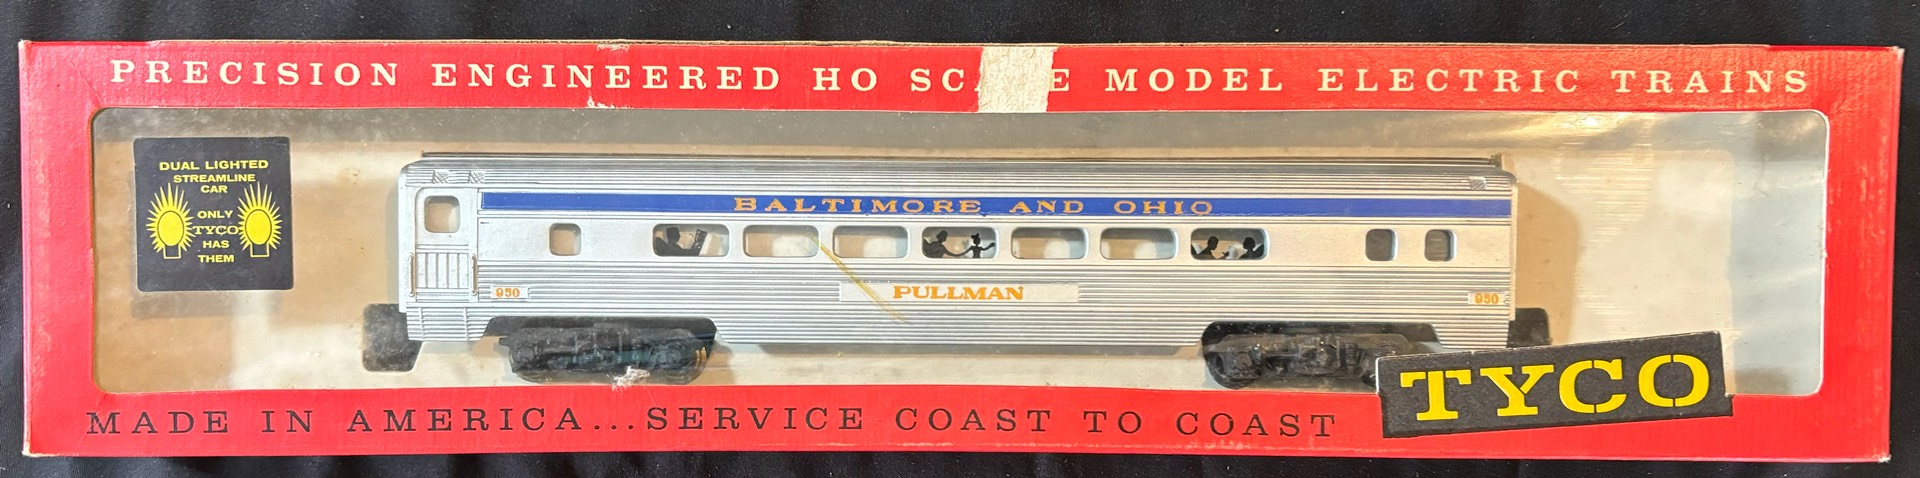 PRECISION ENGINEERED HO SC E MODEL ELECTRIC TRAINS
DUAL LIGHTED
STREAMLINE
CAR
ONLY
TYCO
HAS
THEM
BALTIMORE AND OHIO
950
PULLMAN
950
TYCO
MADE IN AMERICA...SERVICE COAST TO COAST